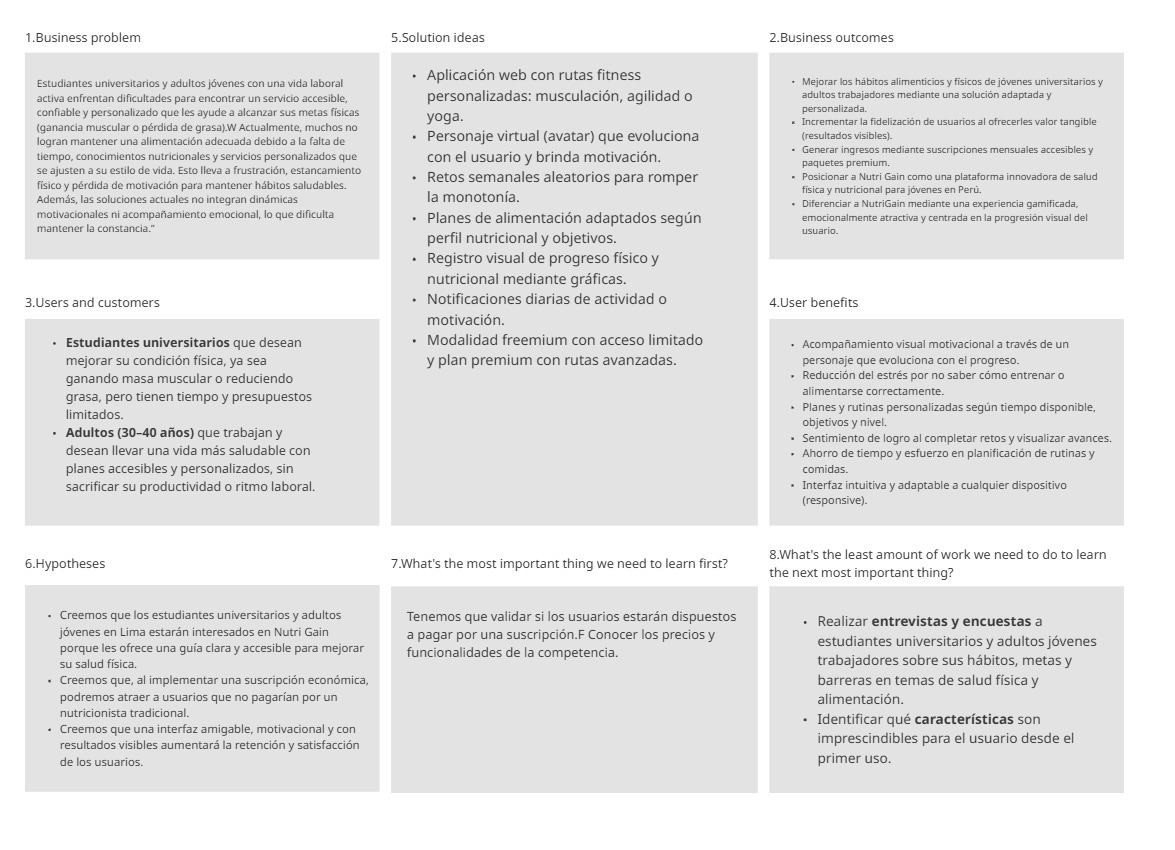 1.Business problem
Estudiantes universitarios y adultos jóvenes con una vida laboral
activa enfrentan dificultades para encontrar un servicio accesible,
confiable y personalizado que les ayude a alcanzar sus metas físicas
(ganancia muscular o pérdida de grasa).W Actualmente, muchos no
logran mantener una alimentación adecuada debido a la falta de
tiempo, conocimientos nutricionales y servicios personalizados que
se ajusten a su estilo de vida. Esto lleva a frustración, estancamiento
físico y pérdida de motivación para mantener hábitos saludables.
Además, las soluciones actuales no integran dinámicas
motivacionales ni acompañamiento emocional, lo que dificulta
mantener la constancia.”
5.Solution ideas
• Aplicación web con rutas fitness
personalizadas: musculación, agilidad o
yoga.
• Personaje virtual (avatar) que evoluciona
con el usuario y brinda motivación.
• Retos semanales aleatorios para romper
la monotonía.
• Planes de alimentación adaptados según
perfil nutricional y objetivos.
• Registro visual de progreso físico y
nutricional mediante gráficas.
• Notificaciones diarias de actividad o
motivación.
• Modalidad freemium con acceso limitado
y plan premium con rutas avanzadas.
2.Business outcomes
• Mejorar los hábitos alimenticios y físicos de jóvenes universitarios y
adultos trabajadores mediante una solución adaptada y
personalizada.
• Incrementar la fidelización de usuarios al ofrecerles valor tangible
(resultados visibles).
• Generar ingresos mediante suscripciones mensuales accesibles y
paquetes premium.
• Posicionar a Nutri Gain como una plataforma innovadora de salud
física y nutricional para jóvenes en Perú.
• Diferenciar a NutriGain mediante una experiencia gamificada,
emocionalmente atractiva y centrada en la progresión visual del
usuario.
3.Users and customers
• Estudiantes universitarios que desean
mejorar su condición física, ya sea
ganando masa muscular o reduciendo
grasa, pero tienen tiempo y presupuestos
limitados.
• Adultos (30–40 años) que trabajan y
desean llevar una vida más saludable con
planes accesibles y personalizados, sin
sacrificar su productividad o ritmo laboral.
4.User benefits
• Acompañamiento visual motivacional a través de un
personaje que evoluciona con el progreso.
• Reducción del estrés por no saber cómo entrenar o
alimentarse correctamente.
• Planes y rutinas personalizadas según tiempo disponible,
objetivos y nivel.
• Sentimiento de logro al completar retos y visualizar avances.
• Ahorro de tiempo y esfuerzo en planificación de rutinas y
comidas.
• Interfaz intuitiva y adaptable a cualquier dispositivo
(responsive).
6.Hypotheses
• Creemos que los estudiantes universitarios y adultos
jóvenes en Lima estarán interesados en Nutri Gain
porque les ofrece una guía clara y accesible para mejorar
su salud física.
• Creemos que, al implementar una suscripción económica,
podremos atraer a usuarios que no pagarían por un
nutricionista tradicional.
• Creemos que una interfaz amigable, motivacional y con
resultados visibles aumentará la retención y satisfacción
de los usuarios.
7.What's the most important thing we need to learn first?
Tenemos que validar si los usuarios estarán dispuestos
a pagar por una suscripción.F Conocer los precios y
funcionalidades de la competencia.
8.What's the least amount of work we need to do to learn
the next most important thing?
• Realizar entrevistas y encuestas a
estudiantes universitarios y adultos jóvenes
trabajadores sobre sus hábitos, metas y
barreras en temas de salud física y
alimentación.
• Identificar qué características son
imprescindibles para el usuario desde el
primer uso.